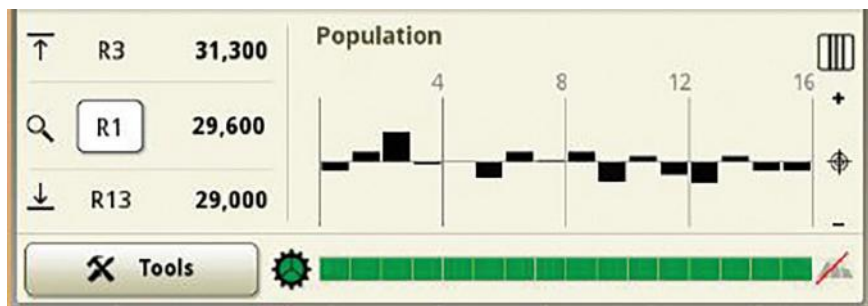 R3 31,300
R1 29,600
R13 29,000
Population
4 8 12 16
+
-
Tools